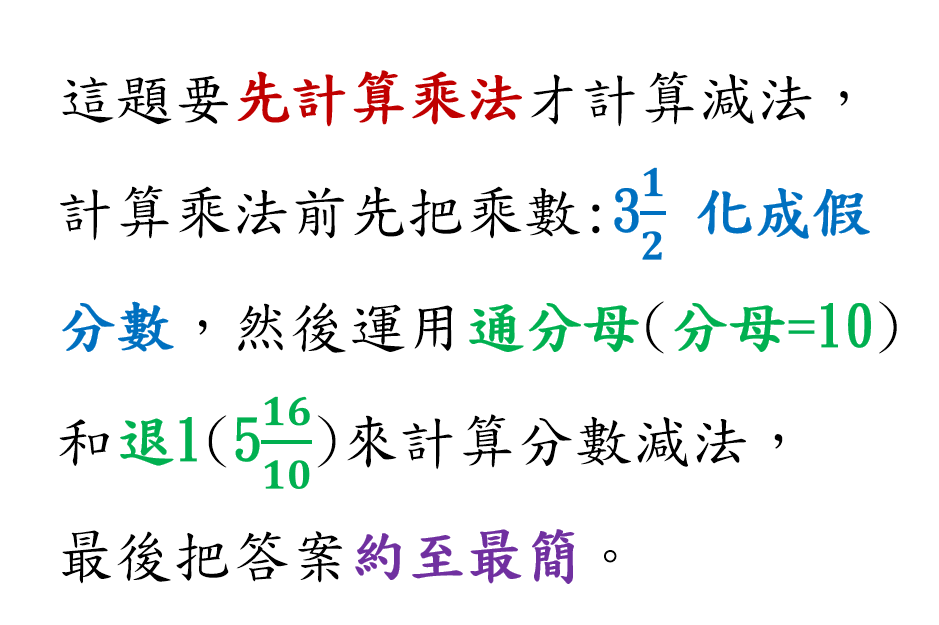 這題要先計算乘法才計算減法，
計算乘法前先把乘數:3 1/2 化成假
分數，然後運用通分母(分母=10)
和退1(5 16/10)來計算分數減法，
最後把答案約至最簡。